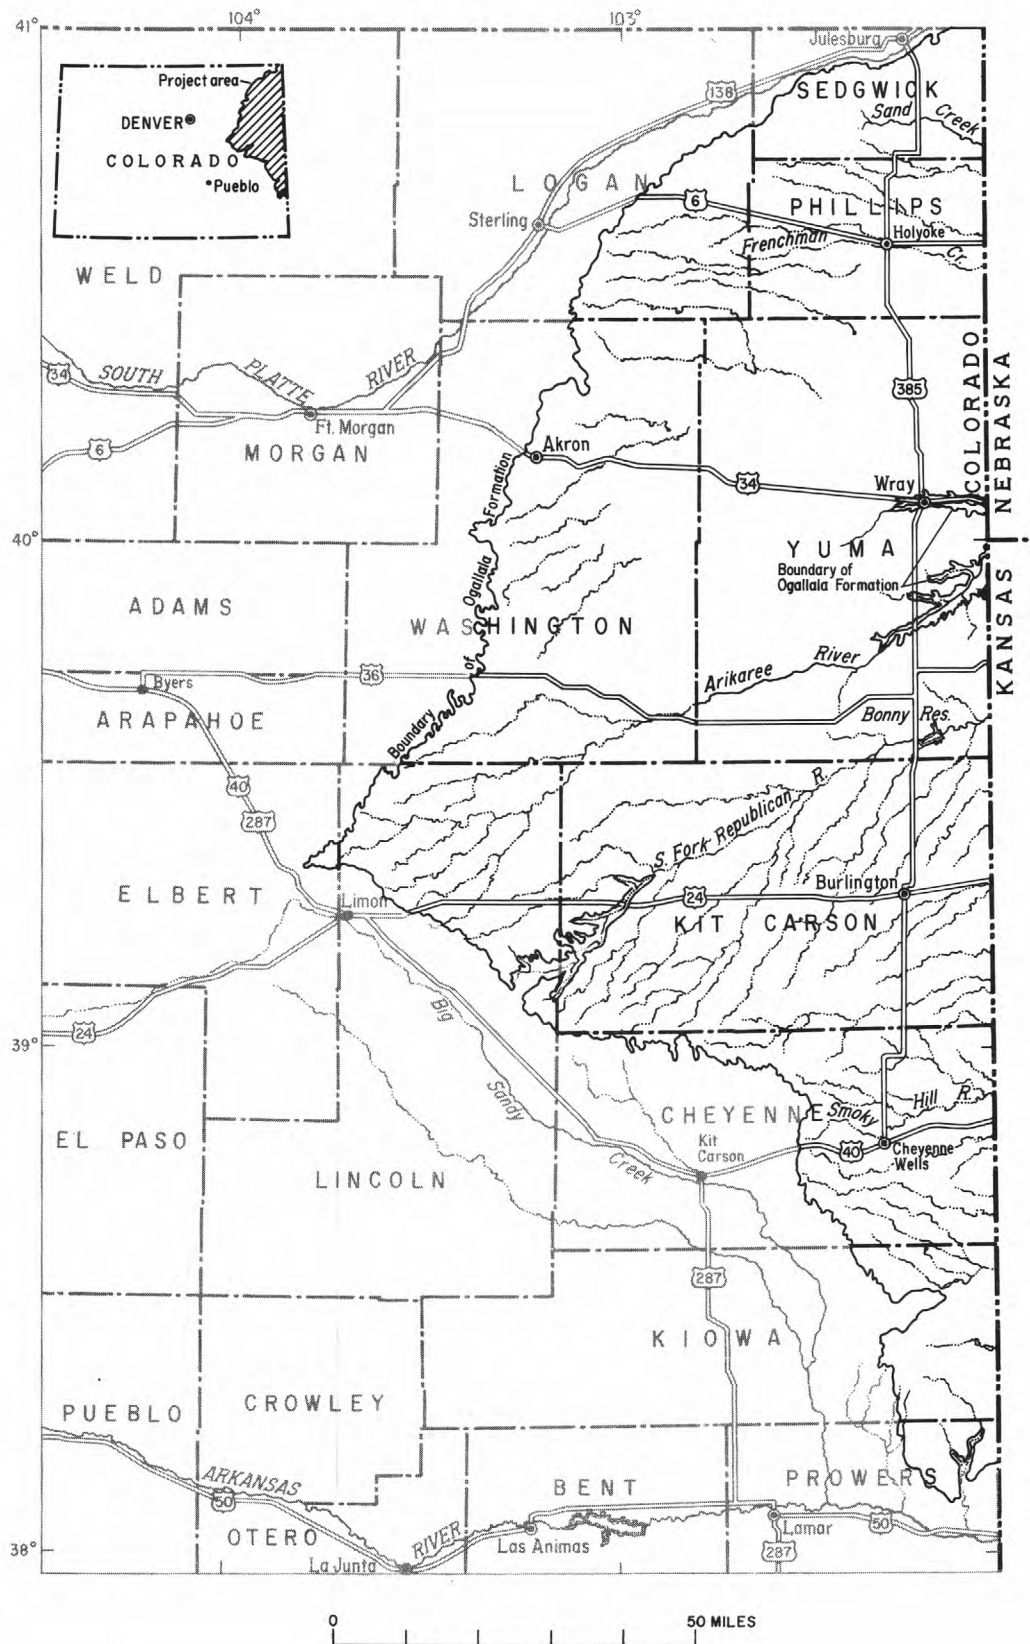 41°
104°
103°
Julesburg
Project area
DENVER
COLORADO
Pueblo
138
SEDGWICK
Sand Creek
LOGAN
6
PHILLIPS
Sterling
Frenchman Cr.
Holyoke
WELD
34
SOUTH PLATTE RIVER
385
COLORADO
NEBRASKA
6
Ft. Morgan
MORGAN
Akron
34
Wray
40°
YUMA
Boundary of
Ogallala Formation
KANSAS
ADAMS
WASHINGTON
Boundary of Ogallala Formation
36
Byers
Arikaree River
ARAPAHOE
Bonny Res.
40
287
S. Fork Republican R.
ELBERT
Limon
24
Burlington
KIT CARSON
24
39°
Big Sandy Creek
CHEYENNE
Smoky Hill R.
EL PASO
Kit
Carson
40
Cheyenne
Wells
LINCOLN
287
KIOWA
CROWLEY
PUEBLO
ARKANSAS RIVER
50
BENT
PROWERS
OTERO
Las Animas
Lamar
50
38°
La Junta
287
0
50 MILES